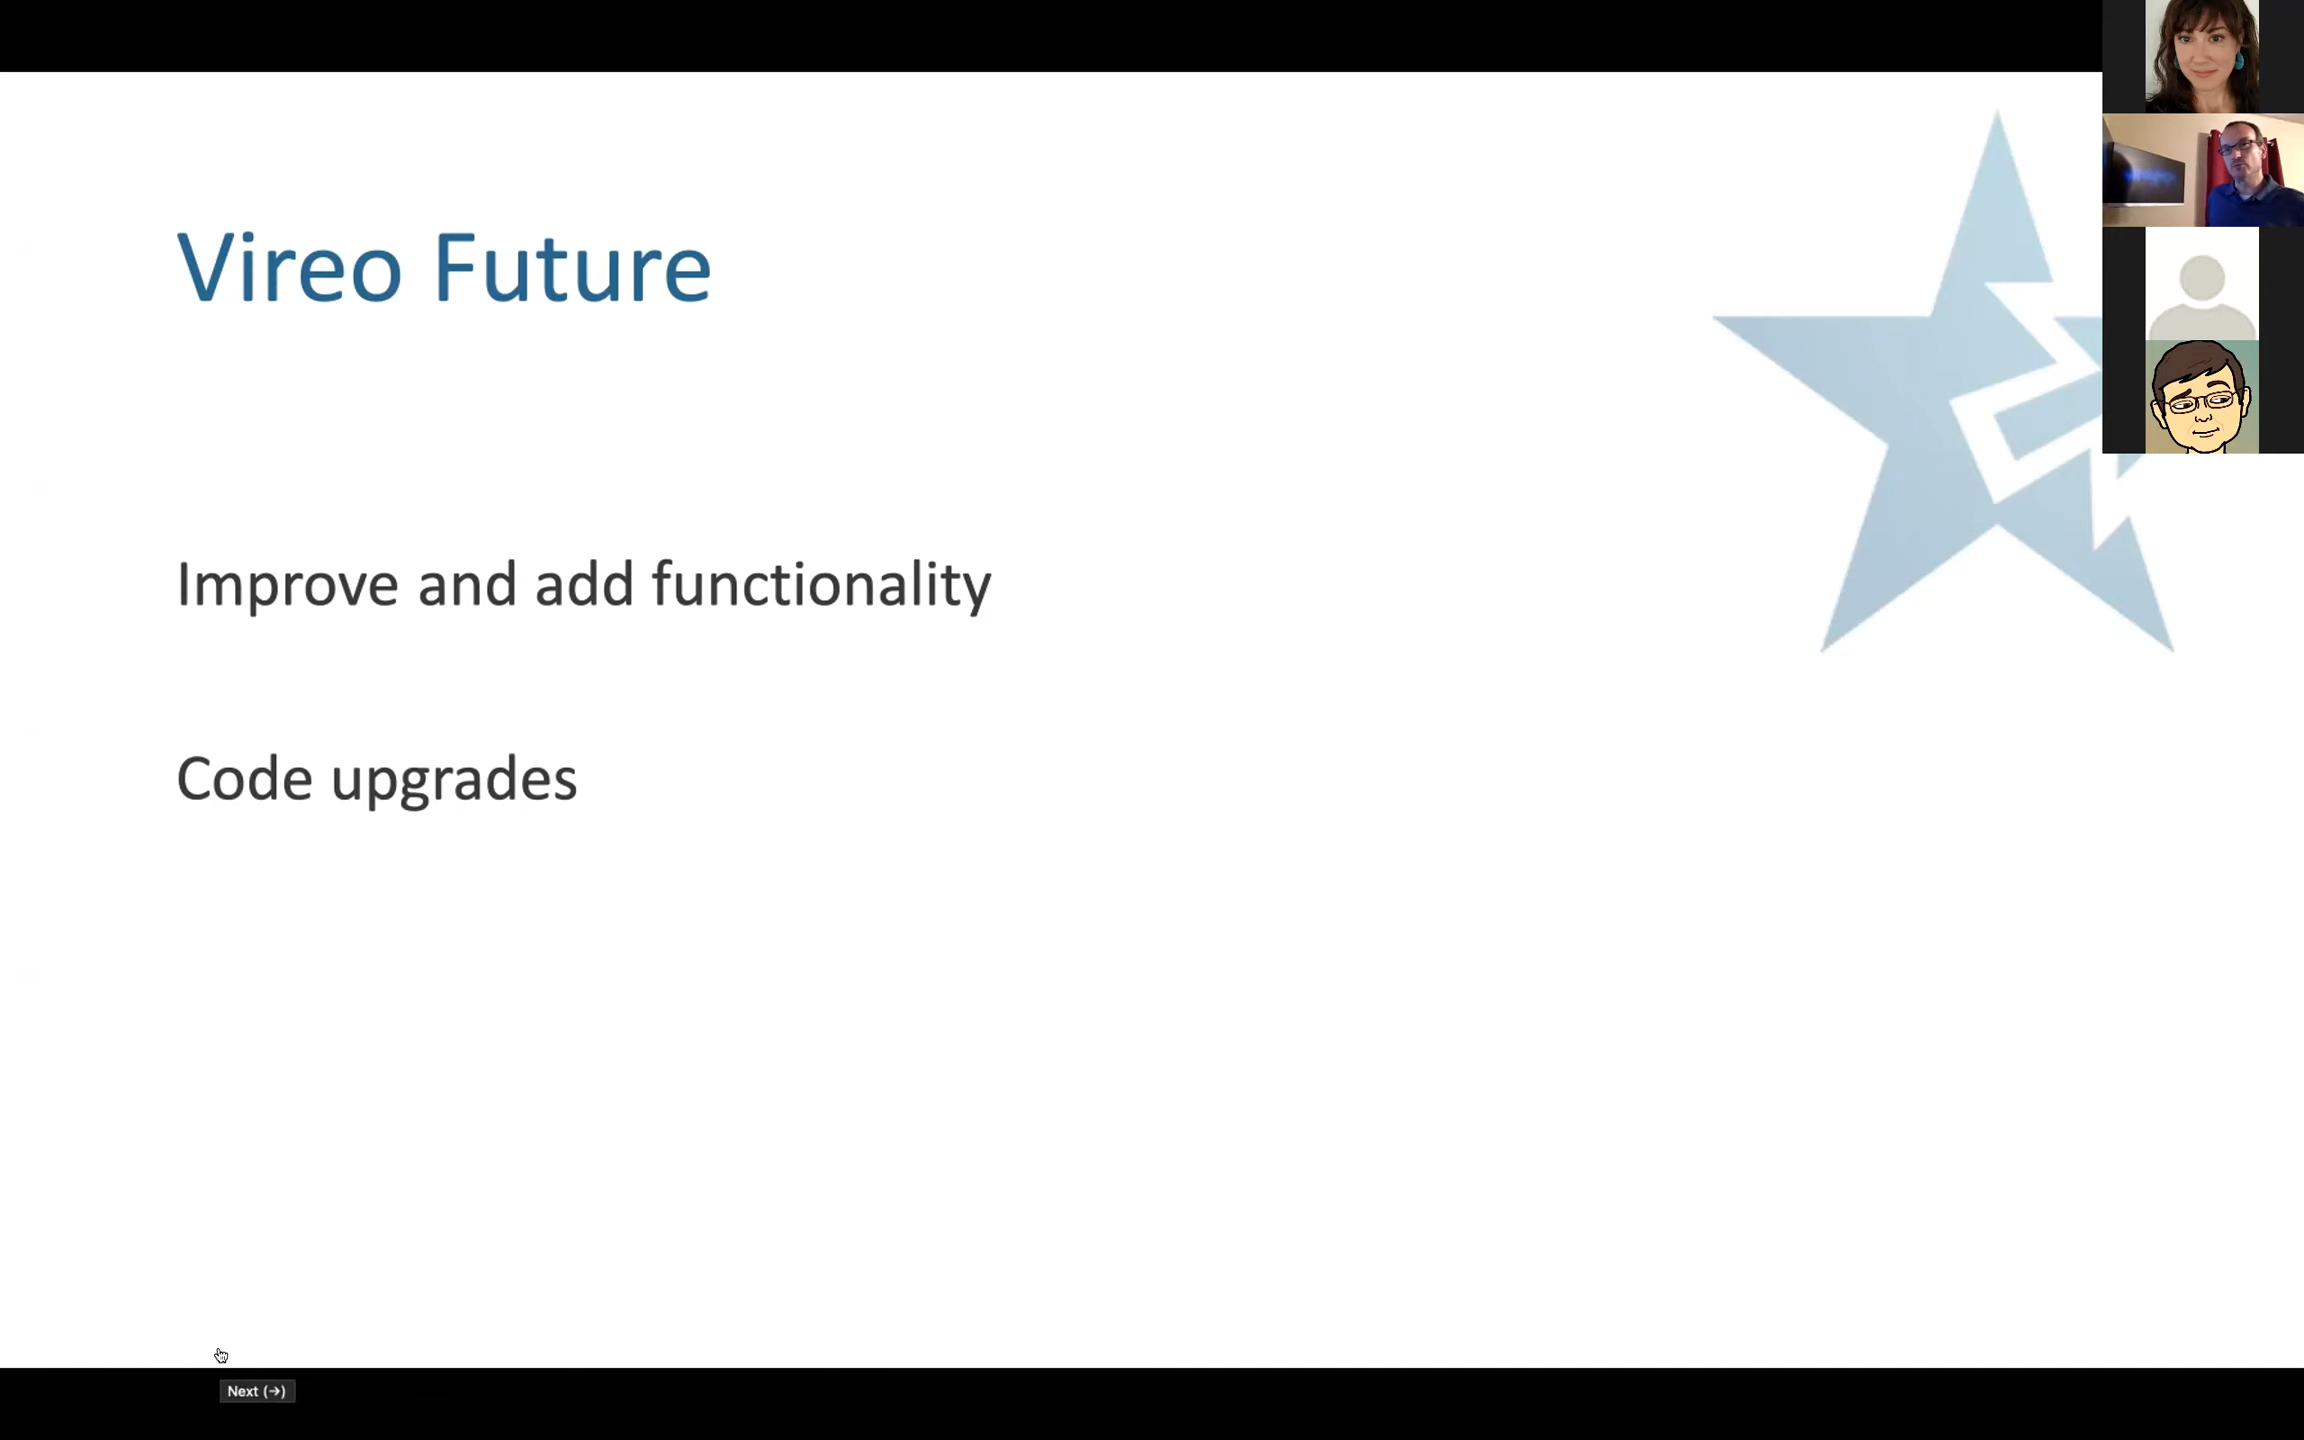 Vireo Future
Improve and add functionality
Code upgrades
Next (→)